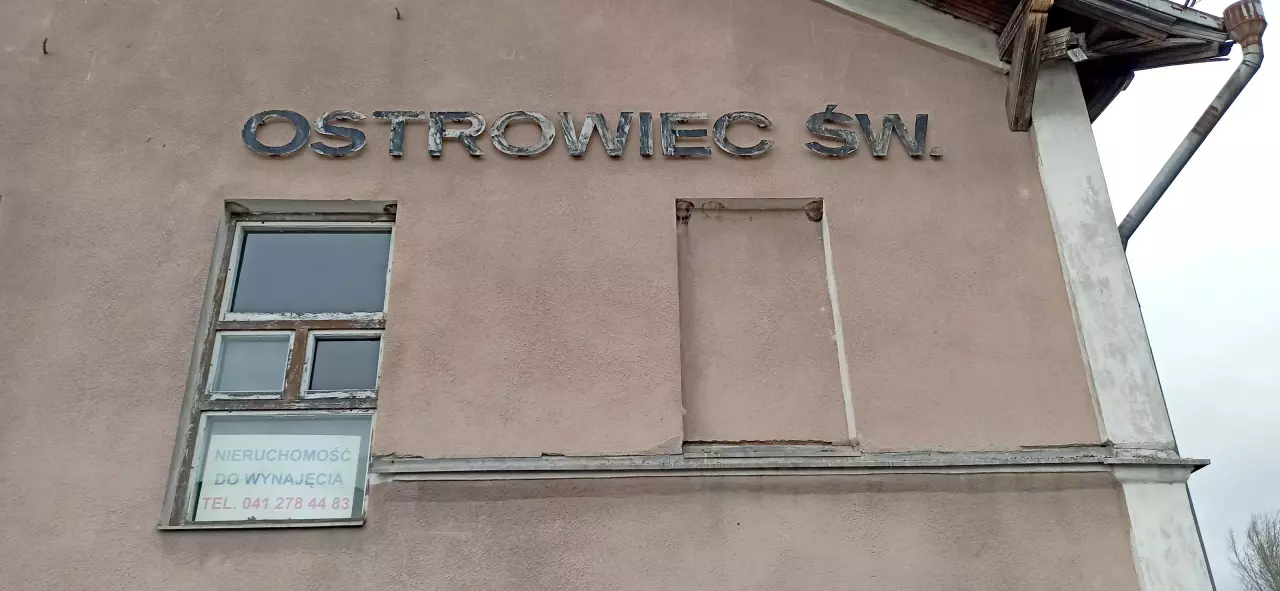 OSTROWIEC ŚW.
NIERUCHOMOŚĆ
DO WYNAJĘCIA
TEL. 041 278 44 83